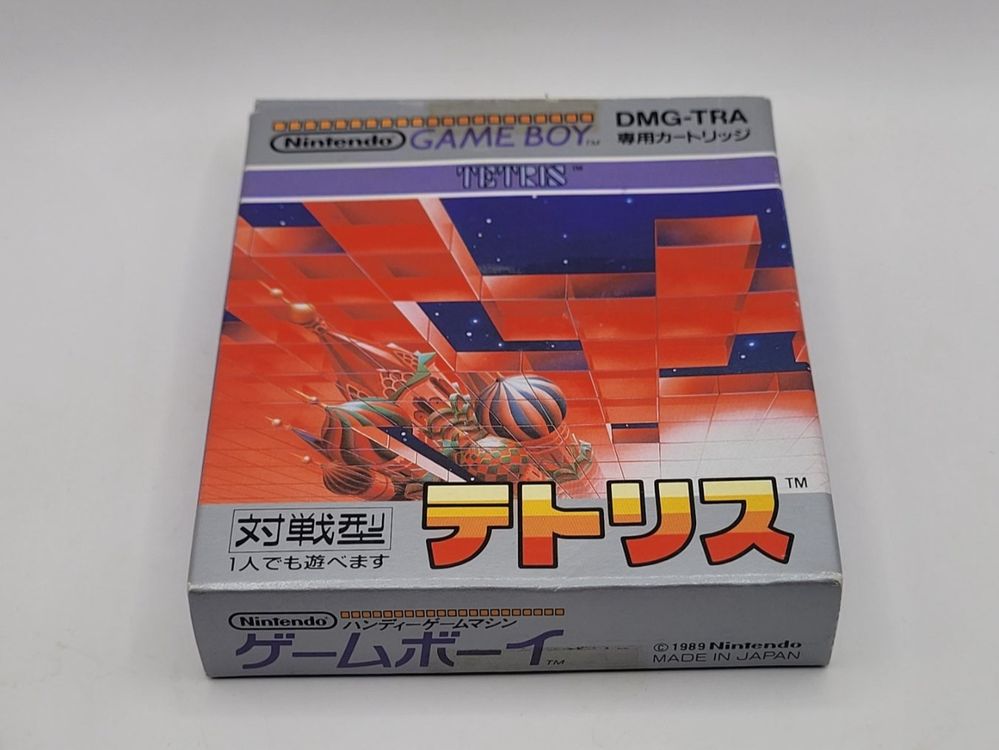 Nintendo GAME BOY™
DMG-TRA
専用カートリッジ
TETRIS™
対戦型
1人でも遊べます
テトリス™
Nintendo
ハンディーゲームマシン
ゲームボーイ™
©1989 Nintendo
MADE IN JAPAN